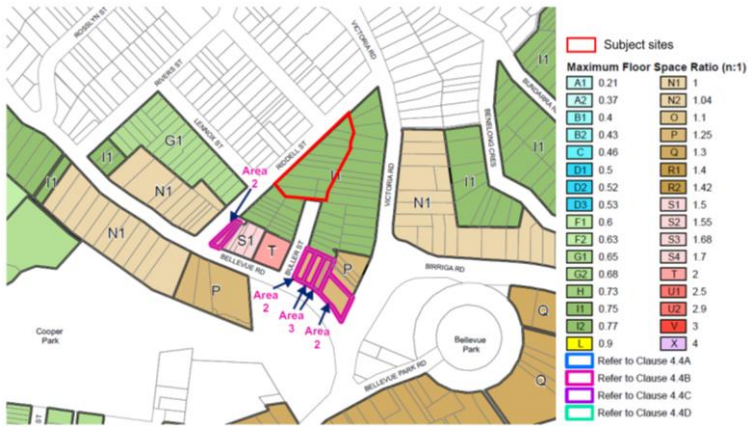 ROSSLYN ST
RIVERS ST
LENNOX ST
VICTORIA RD
BENELONG CRES
BUNDARRA R
I1
G1
I1
Area
2
RIDDELL ST
I1
I1
I1
I1
N1
N1
N1
S1
T
BULLER ST
VICTORIA RD
BELLEVUE RD
P
BIRRIGA RD
P
Area
2
Area
3
Area
2
Cooper
Park
Bellevue
Park
Q
Q
BELLEVUE PARK RD
ST
Subject sites
Maximum Floor Space Ratio (n:1)
A1 0.21
A2 0.37
B1 0.4
B2 0.43
C 0.46
D1 0.5
D2 0.52
D3 0.53
F1 0.6
F2 0.63
G1 0.65
G2 0.68
H 0.73
I1 0.75
I2 0.77
L 0.9
N1 1
N2 1.04
O 1.1
P 1.25
Q 1.3
R1 1.4
R2 1.42
S1 1.5
S2 1.55
S3 1.68
S4 1.7
T 2
U1 2.5
U2 2.9
V 3
X 4
Refer to Clause 4.4A
Refer to Clause 4.4B
Refer to Clause 4.4C
Refer to Clause 4.4D